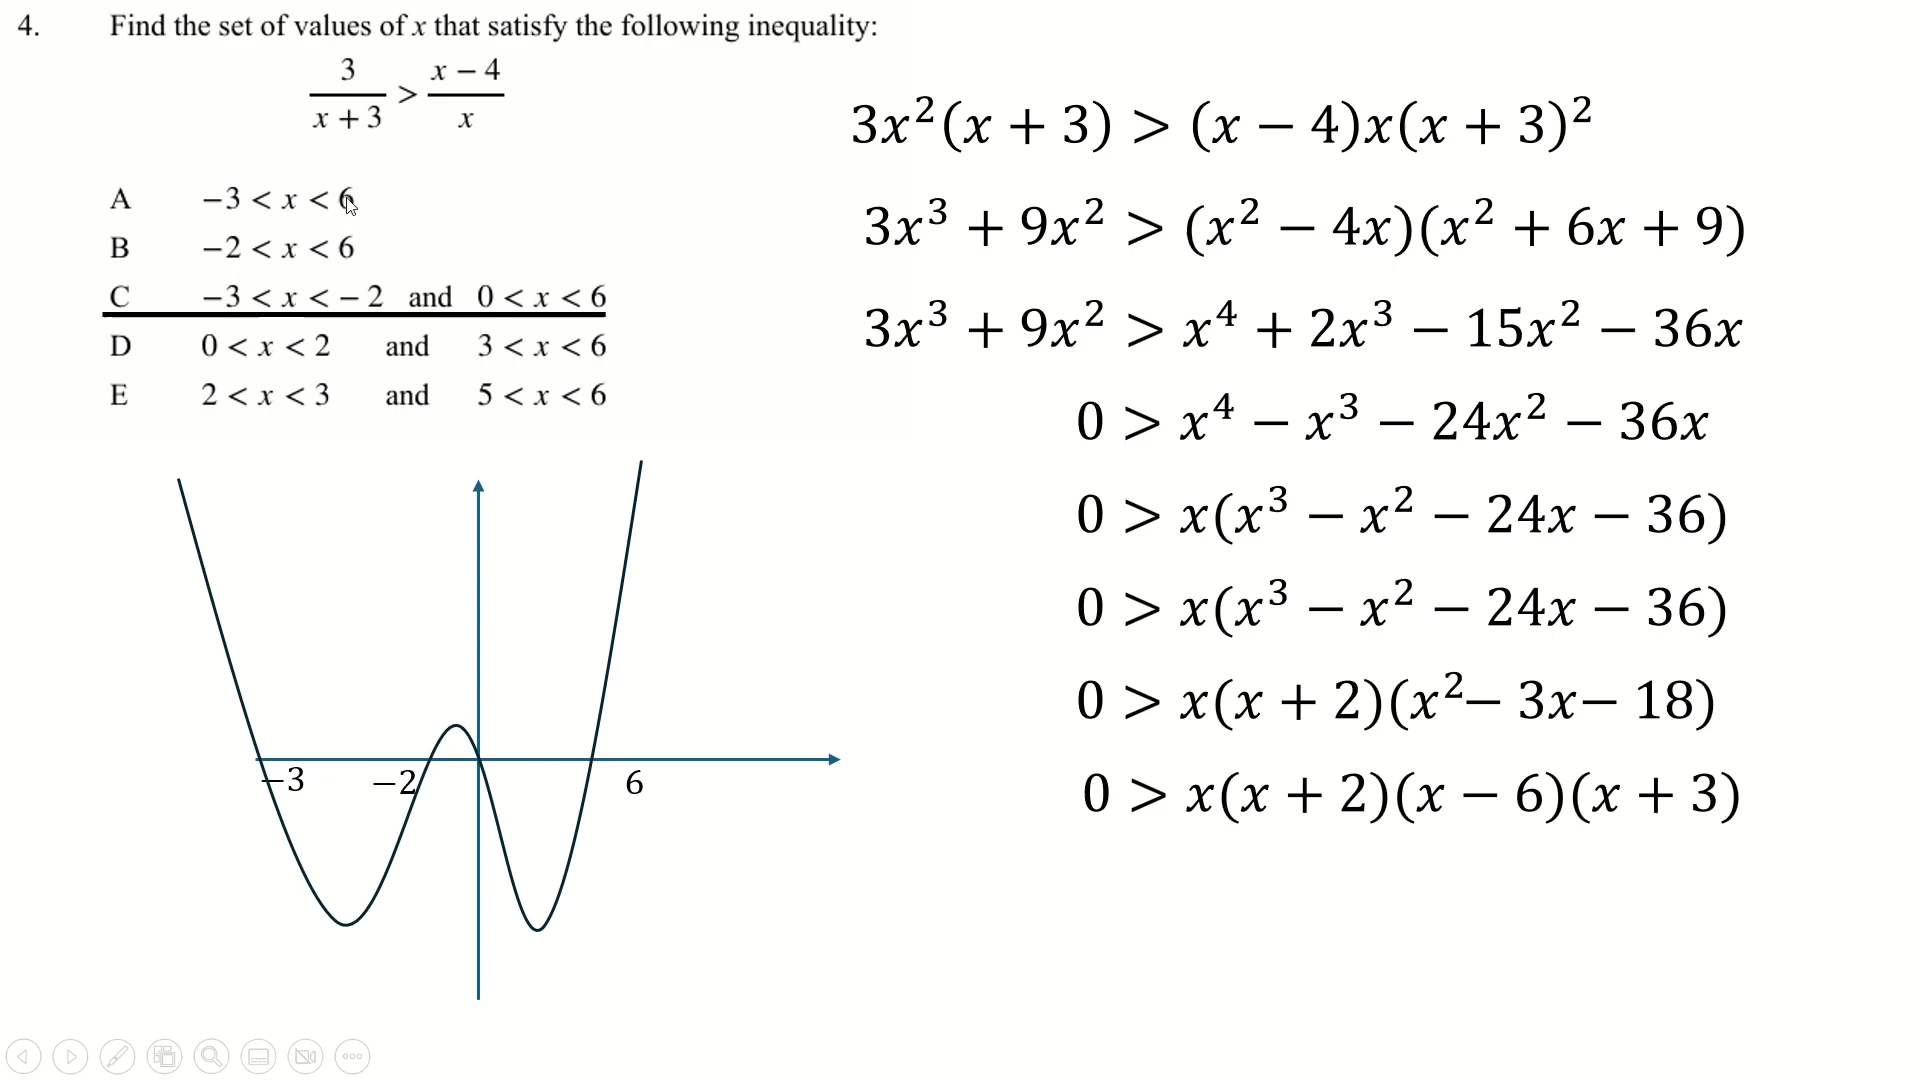 4. Find the set of values of x that satisfy the following inequality:
3/(x + 3) > (x − 4)/x
A −3 < x < 6
B −2 < x < 6
C −3 < x < − 2 and 0 < x < 6
D 0 < x < 2 and 3 < x < 6
E 2 < x < 3 and 5 < x < 6
−3 −2 6
3x²(x + 3) > (x − 4)x(x + 3)²
3x³ + 9x² > (x² − 4x)(x² + 6x + 9)
3x³ + 9x² > x⁴ + 2x³ − 15x² − 36x
0 > x⁴ − x³ − 24x² − 36x
0 > x(x³ − x² − 24x − 36)
0 > x(x³ − x² − 24x − 36)
0 > x(x + 2)(x²− 3x− 18)
0 > x(x + 2)(x − 6)(x + 3)